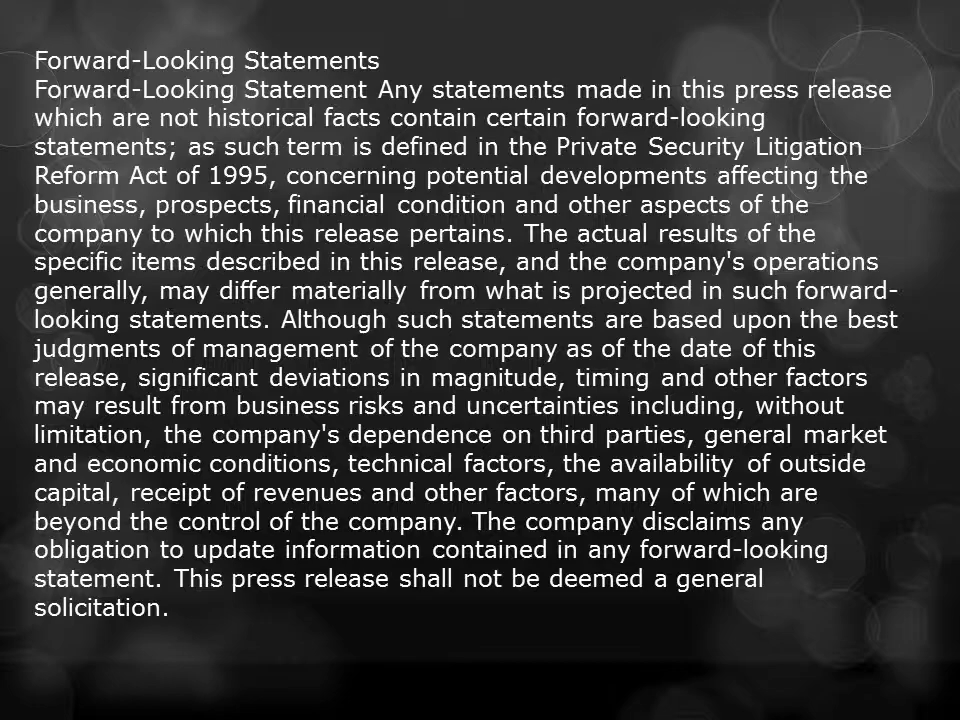 Forward-Looking Statements
Forward-Looking Statement Any statements made in this press release
which are not historical facts contain certain forward-looking
statements; as such term is defined in the Private Security Litigation
Reform Act of 1995, concerning potential developments affecting the
business, prospects, financial condition and other aspects of the
company to which this release pertains. The actual results of the
specific items described in this release, and the company's operations
generally, may differ materially from what is projected in such forward-
looking statements. Although such statements are based upon the best
judgments of management of the company as of the date of this
release, significant deviations in magnitude, timing and other factors
may result from business risks and uncertainties including, without
limitation, the company's dependence on third parties, general market
and economic conditions, technical factors, the availability of outside
capital, receipt of revenues and other factors, many of which are
beyond the control of the company. The company disclaims any
obligation to update information contained in any forward-looking
statement. This press release shall not be deemed a general
solicitation.